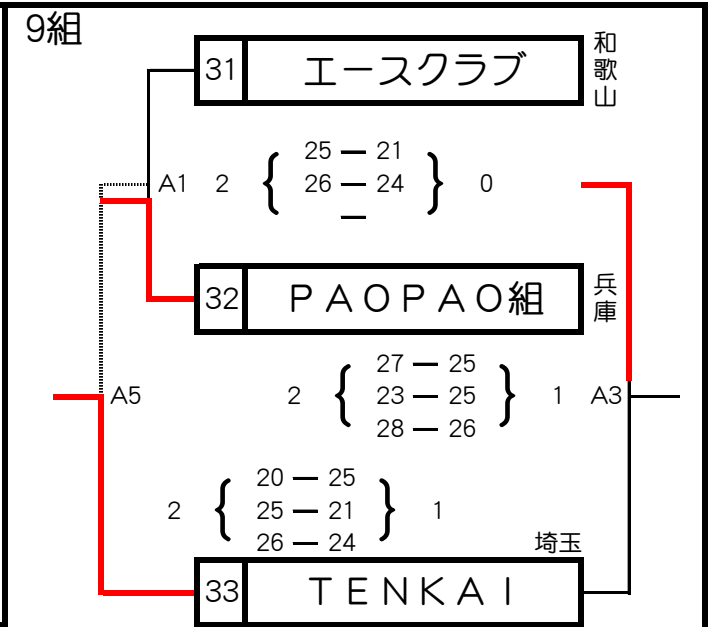 9組
31 エースクラブ 和歌山
25 — 21
A1 2 { 26 — 24 } 0
—
32 PAOPAO組 兵庫
27 — 25
A5 2 { 23 — 25 } 1 A3
28 — 26
20 — 25
2 { 25 — 21 } 1
26 — 24
埼玉
33 TENKAI